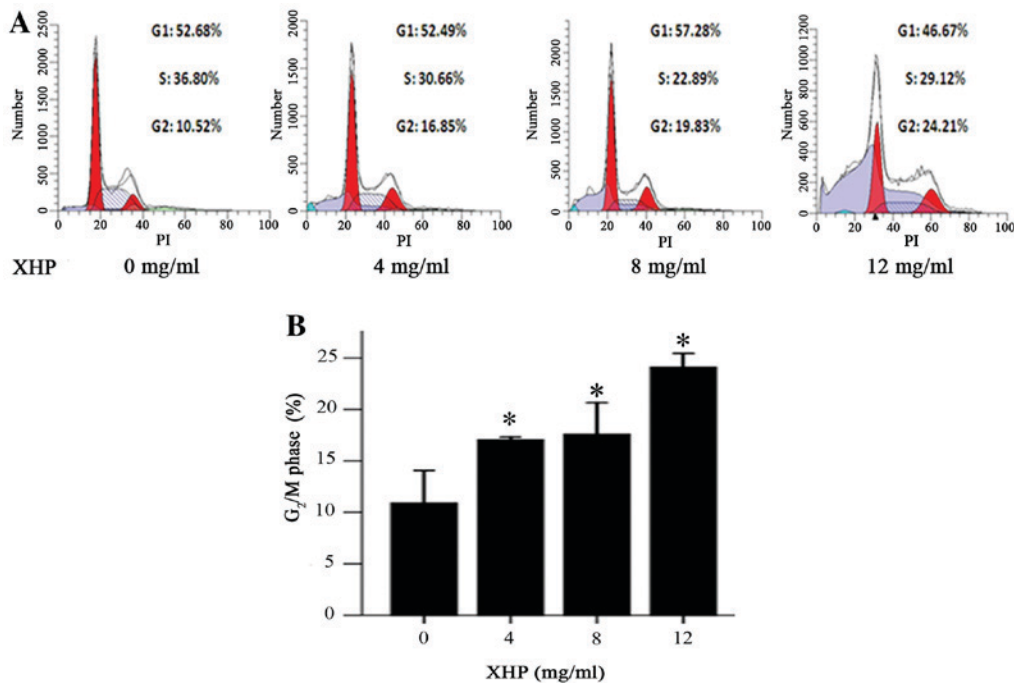 A
G1: 52.68%
S: 36.80%
G2: 10.52%
Number
2500
2000
1500
1000
500
0
0 20 40 60 80 100
PI
G1: 52.49%
S: 30.66%
G2: 16.85%
Number
2000
1500
1000
500
0
0 20 40 60 80 100
PI
G1: 57.28%
S: 22.89%
G2: 19.83%
Number
2000
1500
1000
500
0
0 20 40 60 80 100
PI
G1: 46.67%
S: 29.12%
G2: 24.21%
Number
1200
1000
800
600
400
200
0
0 20 40 60 80 100
PI
XHP 0 mg/ml 4 mg/ml 8 mg/ml 12 mg/ml
B
G2/M phase (%)
25
20
15
10
5
0
* * *
0 4 8 12
XHP (mg/ml)